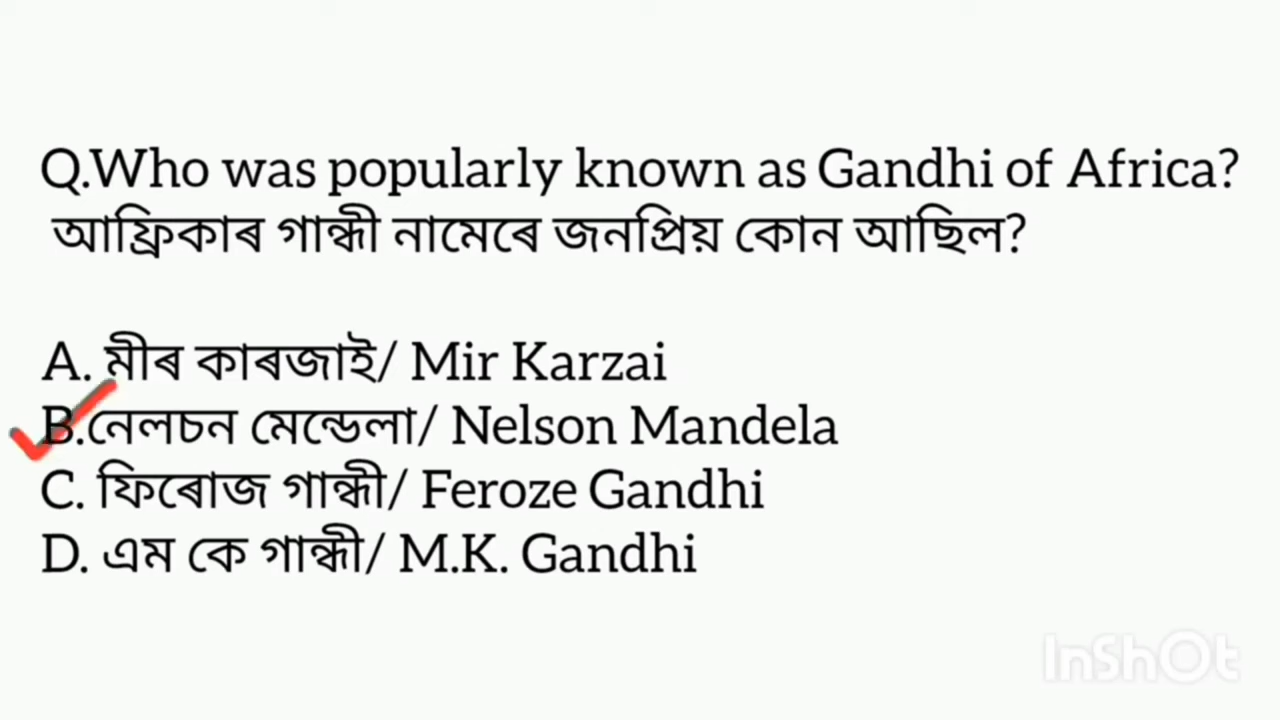 Q.Who was popularly known as Gandhi of Africa?
আফ্ৰিকাৰ গান্ধী নামেৰে জনপ্ৰিয় কোন আছিল?
A. মীৰ কাৰজাই/ Mir Karzai
B.নেলচন মেন্ডেলা/ Nelson Mandela
C. ফিৰোজ গান্ধী/ Feroze Gandhi
D. এম কে গান্ধী/ M.K. Gandhi
InShOt